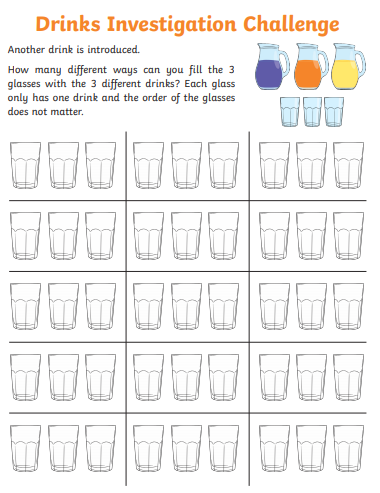 Drinks Investigation Challenge
Another drink is introduced.
How many different ways can you fill the 3
glasses with the 3 different drinks? Each glass
only has one drink and the order of the glasses
does not matter.